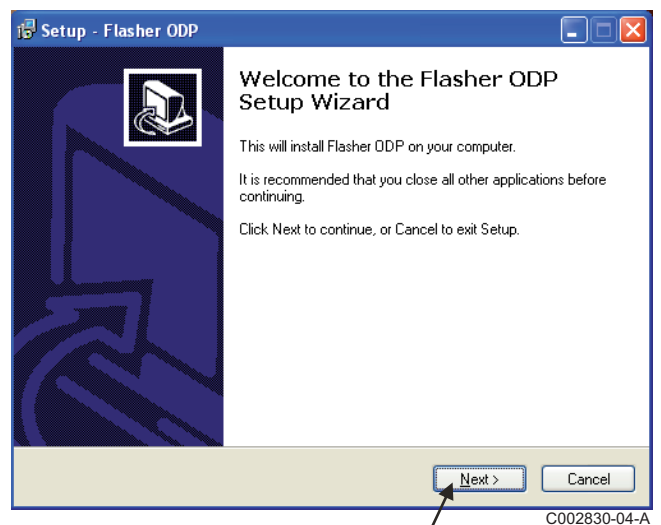 Setup - Flasher ODP
Welcome to the Flasher ODP
Setup Wizard
This will install Flasher ODP on your computer.
It is recommended that you close all other applications before
continuing.
Click Next to continue, or Cancel to exit Setup.
Next >
Cancel
C002830-04-A